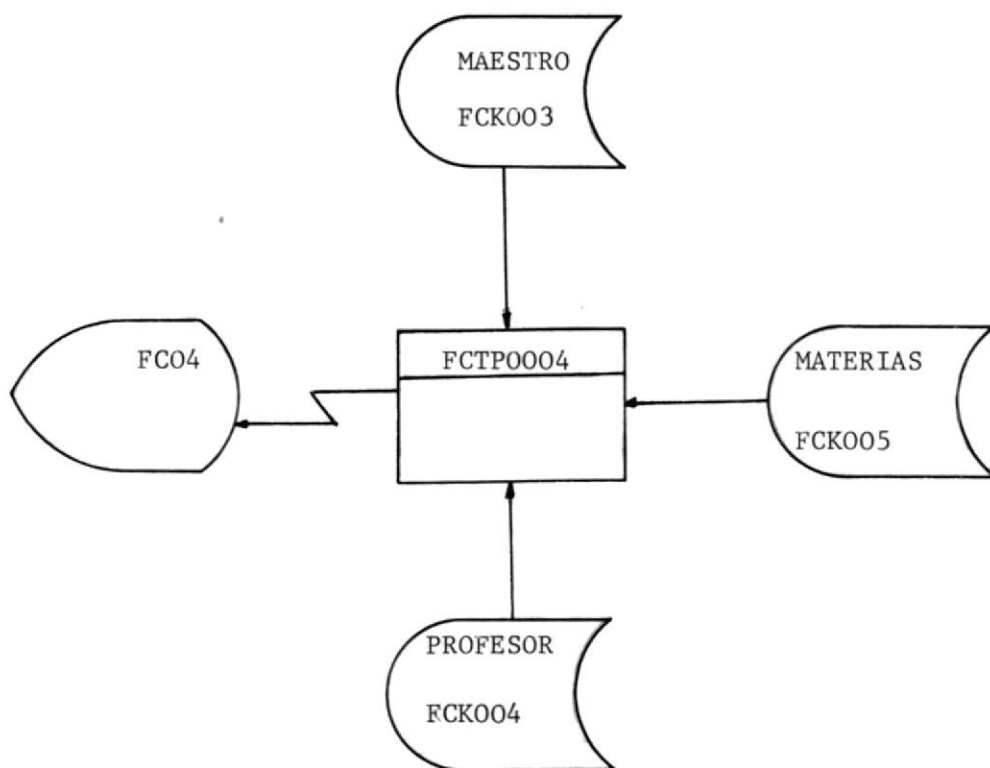 MAESTRO
FCK003
FC04
FCTP0004
MATERIAS
FCK005
PROFESOR
FCK004